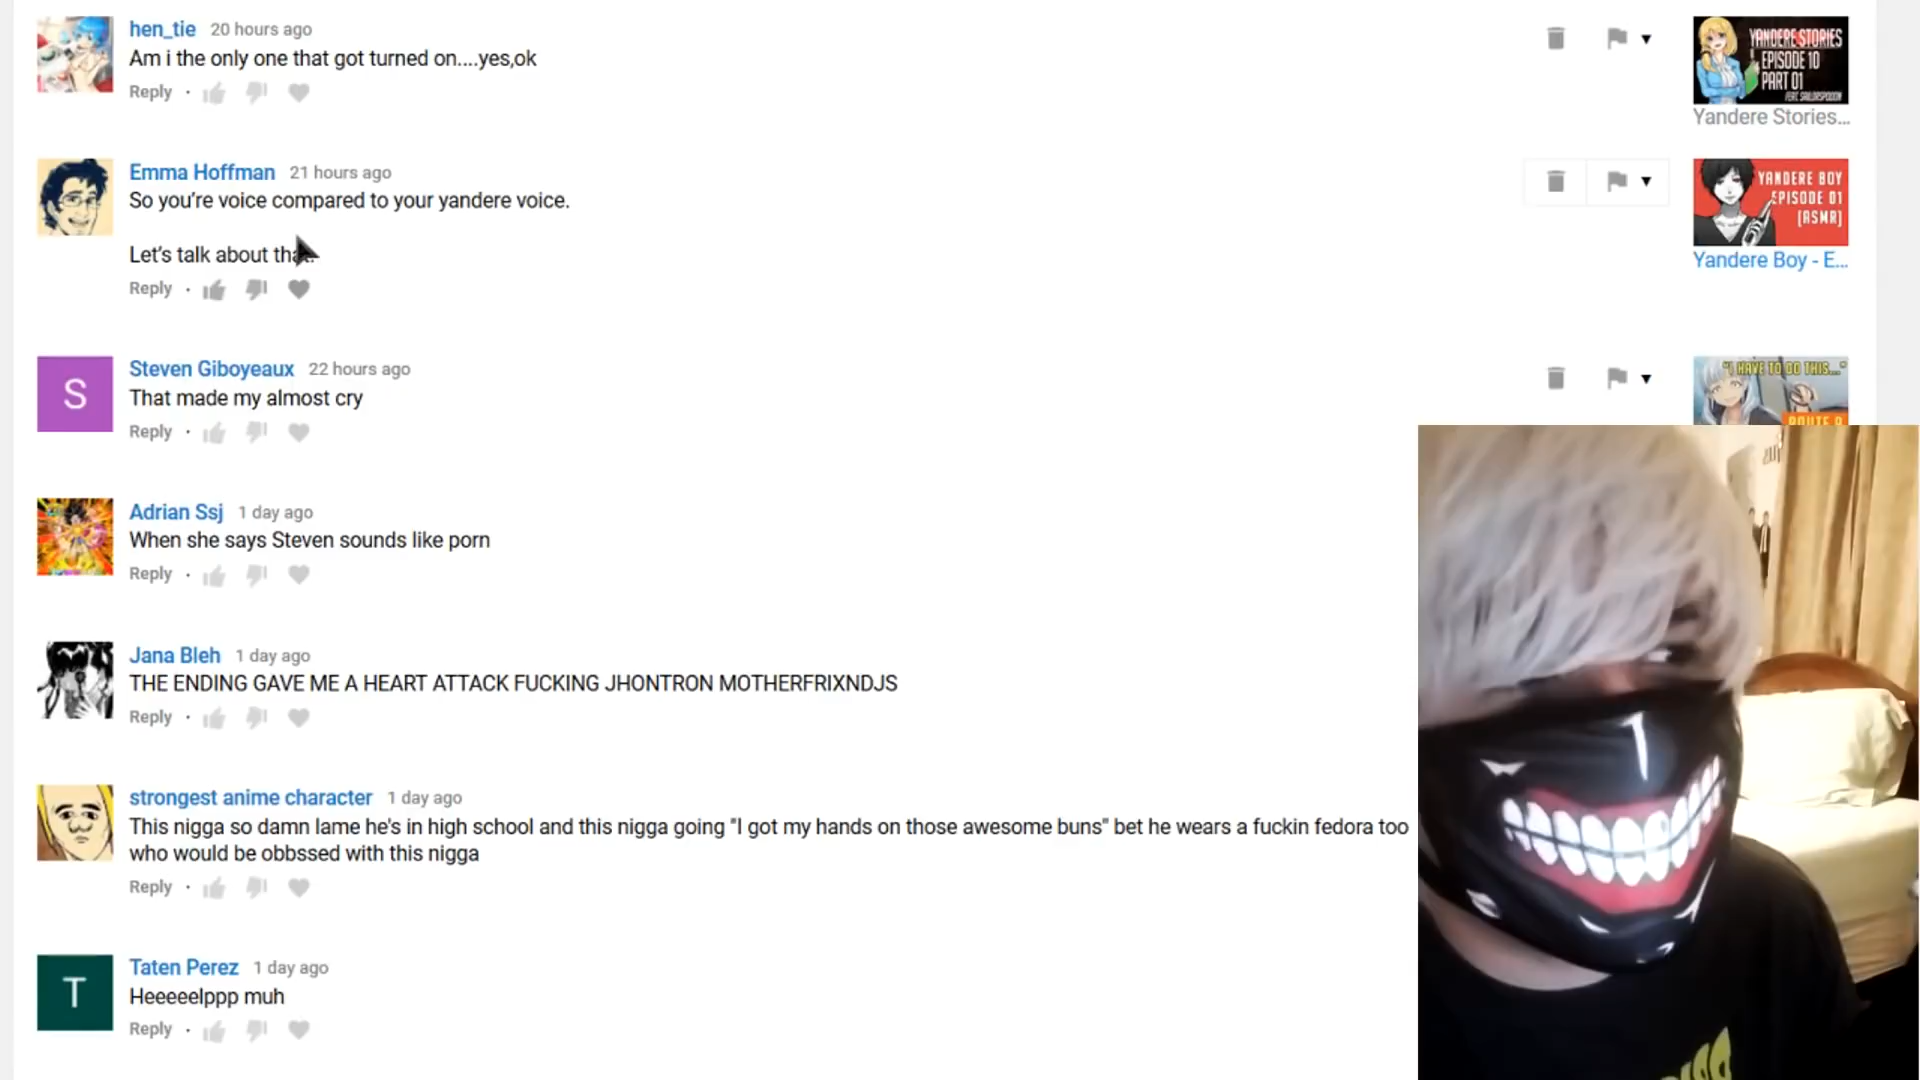 hen_tie 20 hours ago
Am i the only one that got turned on....yes,ok
Reply
YANDERE STORIES
EPISODE 10
PART 01
Yandere Stories...
Emma Hoffman 21 hours ago
So you're voice compared to your yandere voice.
Let's talk about that.
Reply
YANDERE BOY
EPISODE 01
[ASMR]
Yandere Boy - E...
S
Steven Giboyeaux 22 hours ago
That made my almost cry
Reply
"I HAVE TO DO THIS..."
Adrian Ssj 1 day ago
When she says Steven sounds like porn
Reply
Jana Bleh 1 day ago
THE ENDING GAVE ME A HEART ATTACK FUCKING JHONTRON MOTHERFRIXNDJS
Reply
strongest anime character 1 day ago
This nigga so damn lame he's in high school and this nigga going "I got my hands on those awesome buns" bet he wears a fuckin fedora too
who would be obbssed with this nigga
Reply
T
Taten Perez 1 day ago
Heeeeelppp muh
Reply